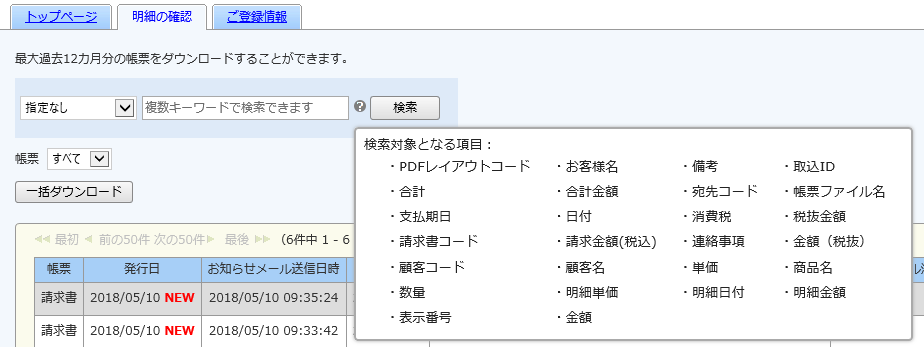 トップページ 明細の確認 ご登録情報
最大過去12カ月分の帳票をダウンロードすることができます。
指定なし 複数キーワードで検索できます ? 検索
検索対象となる項目：
・PDFレイアウトコード ・お客様名 ・備考 ・取込ID
・合計 ・合計金額 ・宛先コード ・帳票ファイル名
・支払期日 ・日付 ・消費税 ・税抜金額
・請求書コード ・請求金額(税込) ・連絡事項 ・金額（税抜）
・顧客コード ・顧客名 ・単価 ・商品名
・数量 ・明細単価 ・明細日付 ・明細金額
・表示番号 ・金額
帳票 すべて
一括ダウンロード
最初 前の50件 次の50件 最後 （6件中 1 - 6
帳票 発行日 お知らせメール送信日時
請求書 2018/05/10 NEW 2018/05/10 09:35:24
請求書 2018/05/10 NEW 2018/05/10 09:33:42